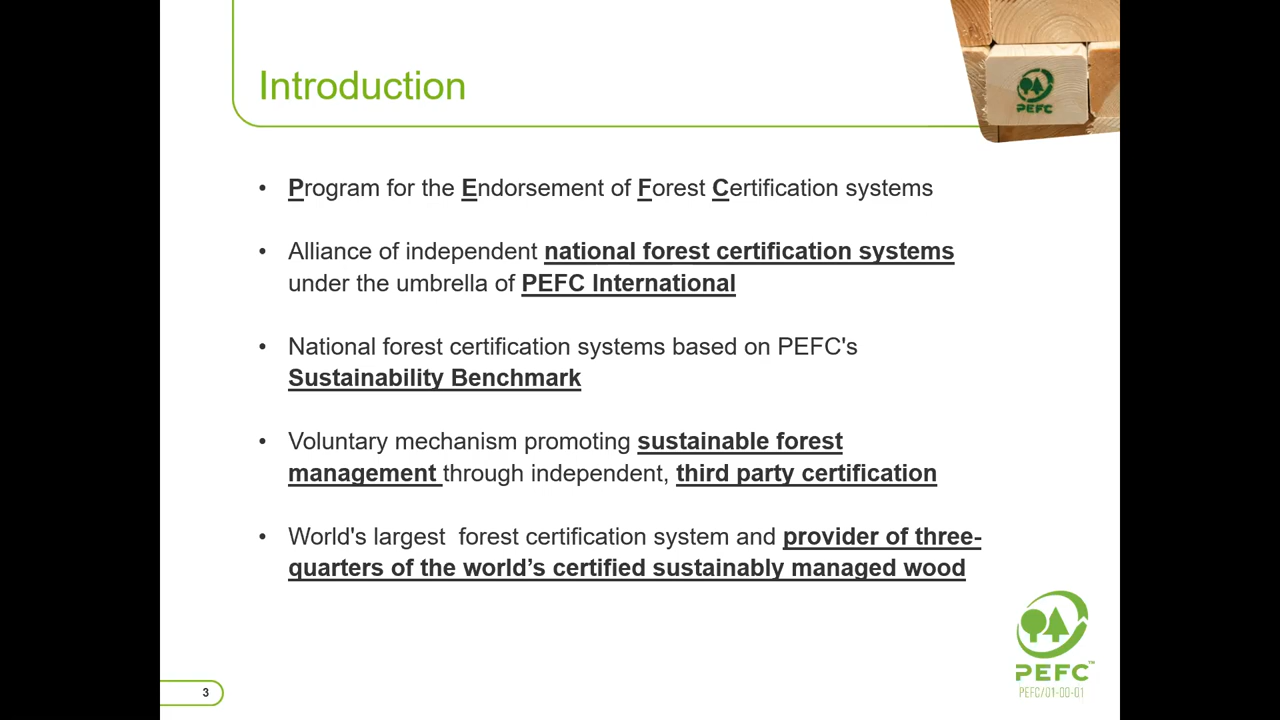 Introduction
PEFC
• Program for the Endorsement of Forest Certification systems
• Alliance of independent national forest certification systems
under the umbrella of PEFC International
• National forest certification systems based on PEFC's
Sustainability Benchmark
• Voluntary mechanism promoting sustainable forest
management through independent, third party certification
• World's largest  forest certification system and provider of three-
quarters of the world’s certified sustainably managed wood
PEFC™
PEFC/01-00-01
3